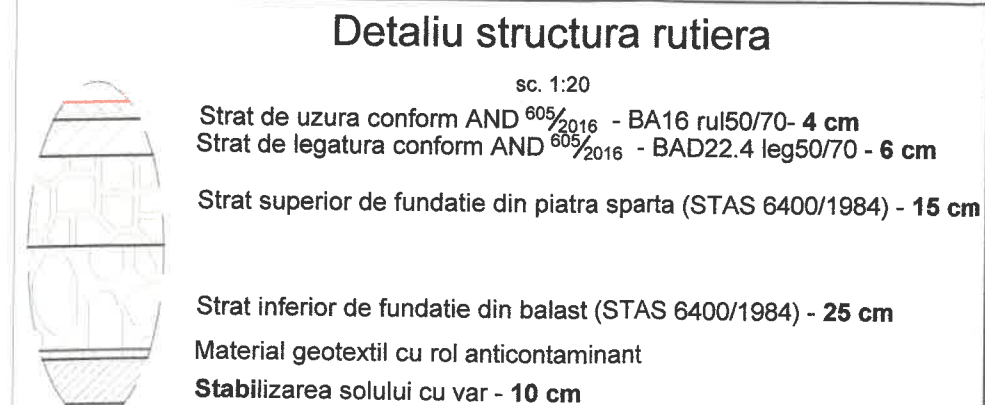 Detaliu structura rutiera
sc. 1:20
Strat de uzura conform AND 605/2016 - BA16 rul50/70- 4 cm
Strat de legatura conform AND 605/2016 - BAD22.4 leg50/70 - 6 cm
Strat superior de fundatie din piatra sparta (STAS 6400/1984) - 15 cm
Strat inferior de fundatie din balast (STAS 6400/1984) - 25 cm
Material geotextil cu rol anticontaminant
Stabilizarea solului cu var - 10 cm